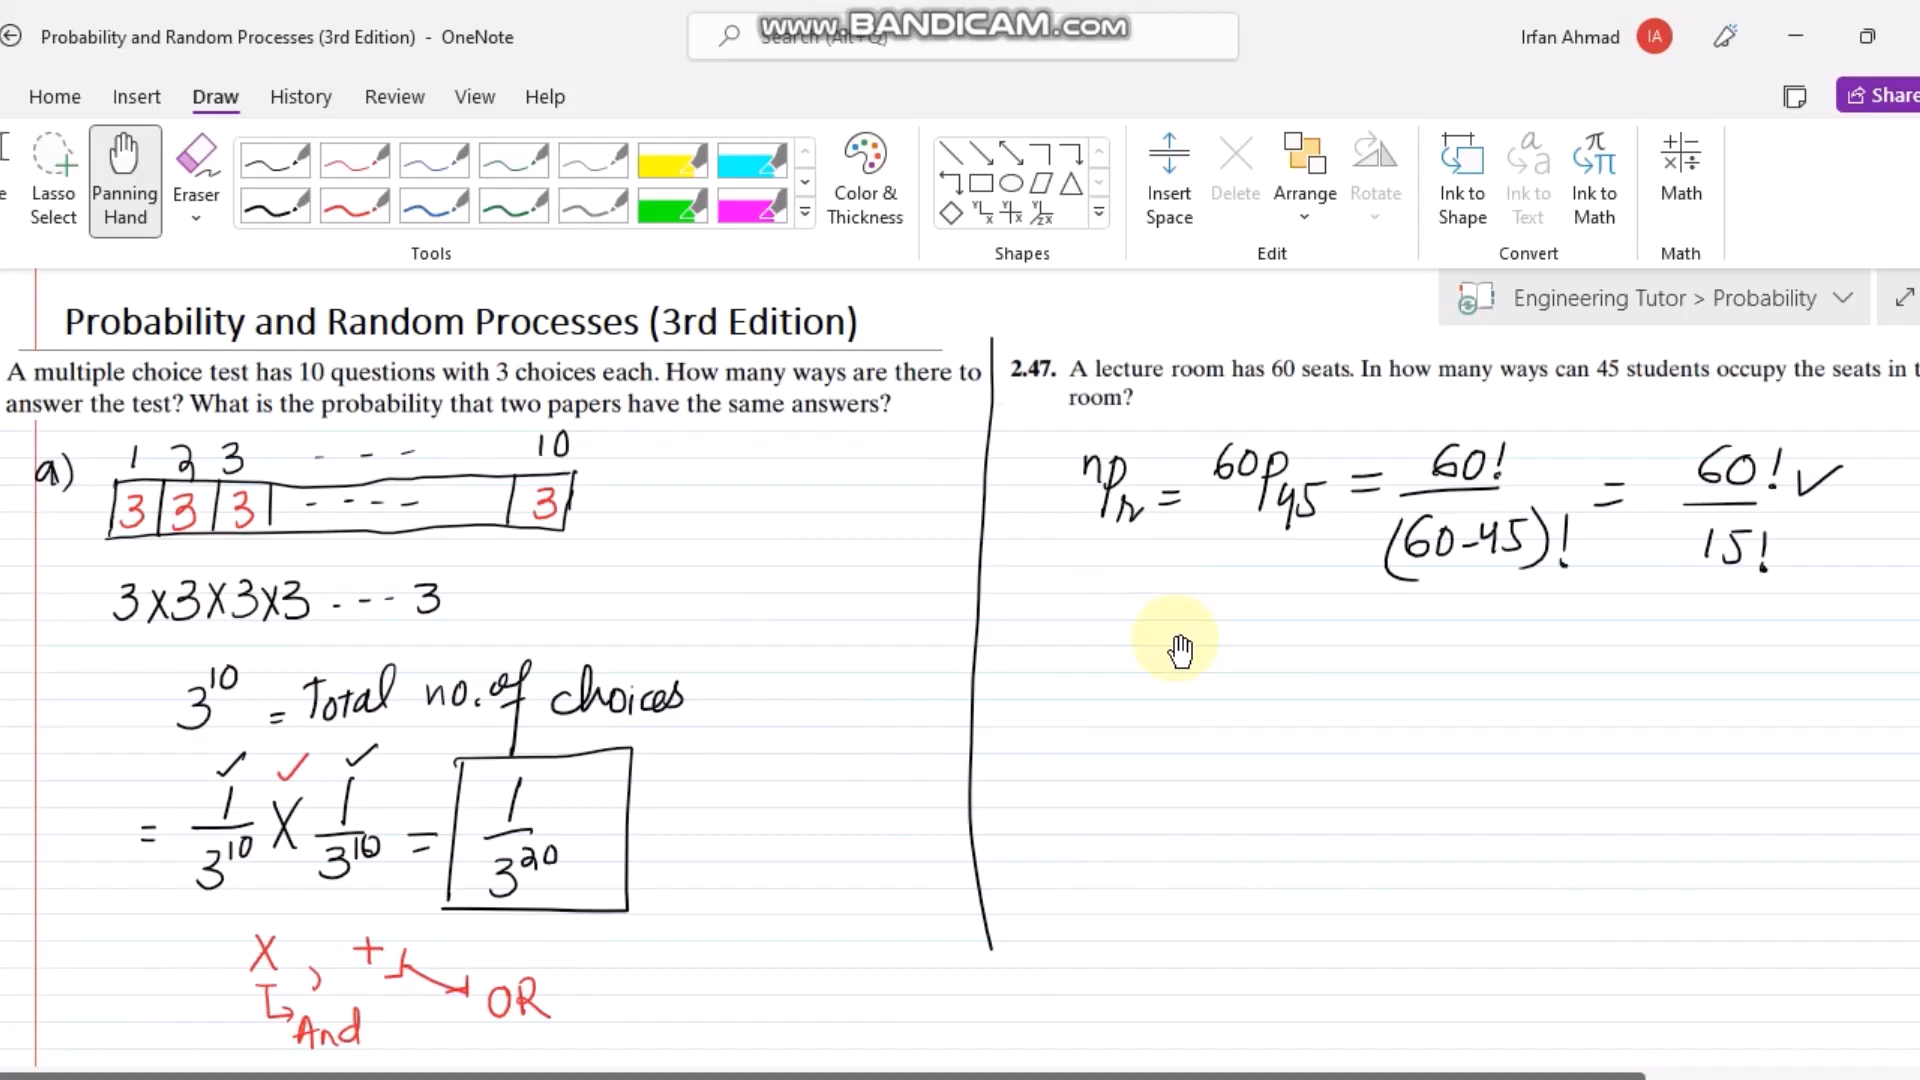 www.BANDICAM.com
Probability and Random Processes (3rd Edition) - OneNote
Search (Alt+Q)
Irfan Ahmad
IA
Home Insert Draw History Review View Help
Share
Lasso Select
Panning Hand
Eraser
Color & Thickness
Insert Space
Delete
Arrange
Rotate
Ink to Shape
Ink to Text
Ink to Math
Math
Tools
Shapes
Edit
Convert
Math
Engineering Tutor > Probability
Probability and Random Processes (3rd Edition)
A multiple choice test has 10 questions with 3 choices each. How many ways are there to
answer the test? What is the probability that two papers have the same answers?
a) 1 2 3 - - - 10
3 3 3 - - - - 3
3x3x3x3 - - - 3
3^10 = Total no. of choices
= 1/3^10 X 1/3^10 = 1/3^20
X , +
And
OR
2.47. A lecture room has 60 seats. In how many ways can 45 students occupy the seats in t
room?
nPr = 60P45 = 60!/(60-45)! = 60!/15! ✓